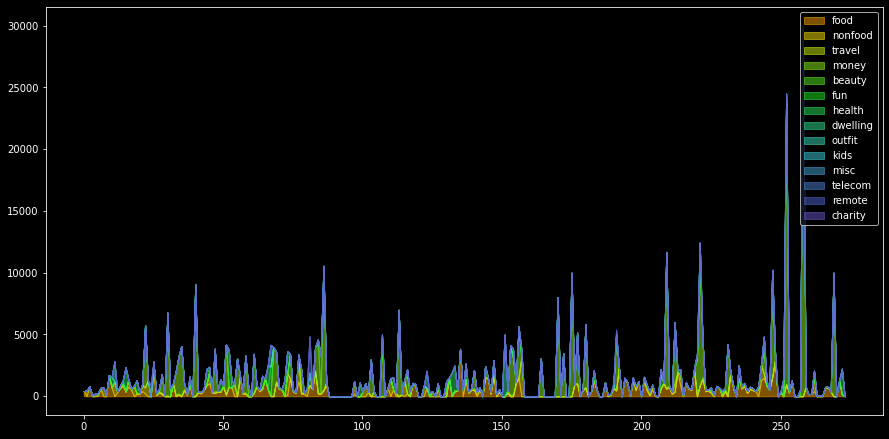 30000
25000
20000
15000
10000
5000
0
0
50
100
150
200
250
food
nonfood
travel
money
beauty
fun
health
dwelling
outfit
kids
misc
telecom
remote
charity